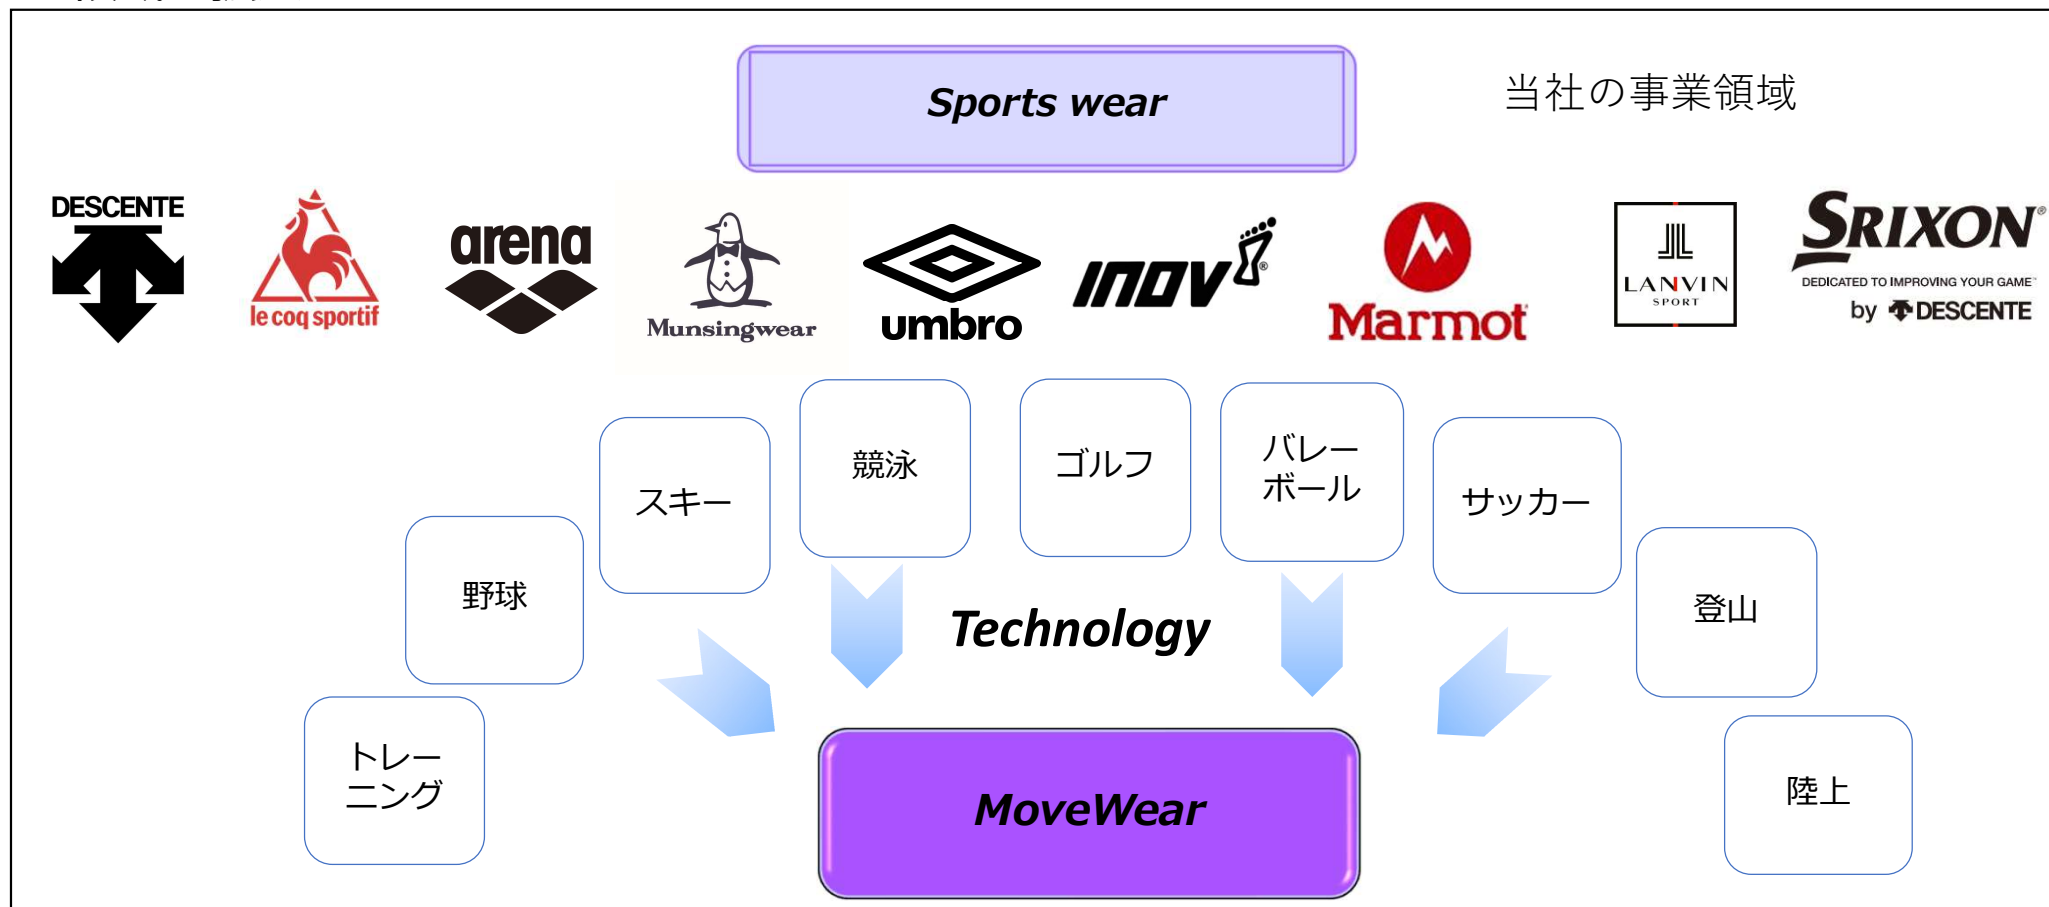 Sports wear
当社の事業領域
DESCENTE
le coq sportif
arena
Munsingwear
umbro
INOV8®
Marmot
LANVIN
SPORT
SRIXON®
DEDICATED TO IMPROVING YOUR GAME™
by DESCENTE
トレー
ニング
野球
スキー
競泳
ゴルフ
バレー
ボール
サッカー
登山
陸上
Technology
MoveWear